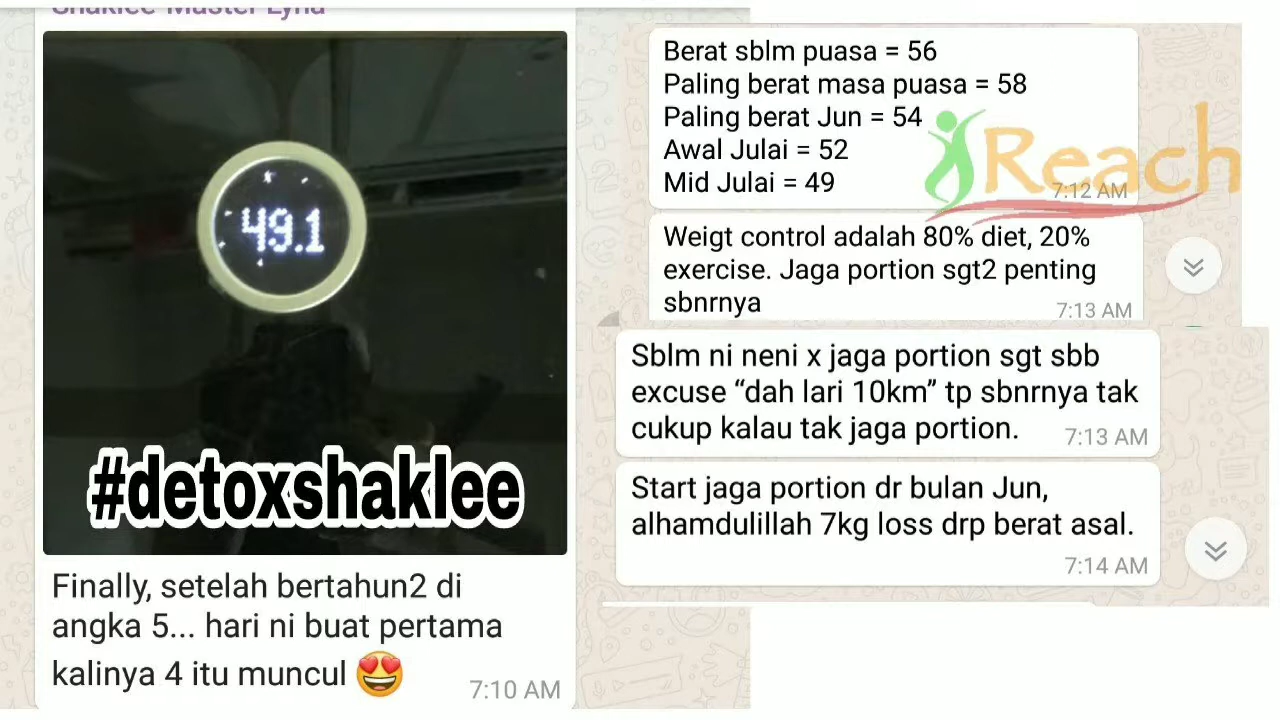 Shaklee Master Lyna
49.1
#detoxshaklee
Finally, setelah bertahun2 di
angka 5... hari ni buat pertama
kalinya 4 itu muncul
7:10 AM
Berat sblm puasa = 56
Paling berat masa puasa = 58
Paling berat Jun = 54
Awal Julai = 52
Mid Julai = 49
7:12 AM
Reach
Weigt control adalah 80% diet, 20%
exercise. Jaga portion sgt2 penting
sbnrnya
7:13 AM
Sblm ni neni x jaga portion sgt sbb
excuse “dah lari 10km” tp sbnrnya tak
cukup kalau tak jaga portion.
7:13 AM
Start jaga portion dr bulan Jun,
alhamdulillah 7kg loss drp berat asal.
7:14 AM